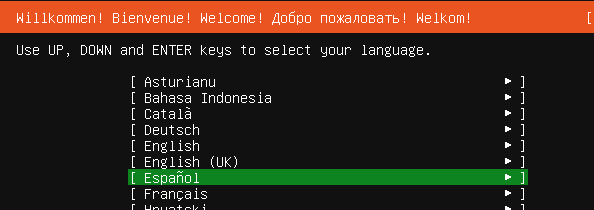 Willkommen! Bienvenue! Welcome! Добро пожаловать! Welkom! [
Use UP, DOWN and ENTER keys to select your language.
[ Asturianu ► ]
[ Bahasa Indonesia ► ]
[ Català ► ]
[ Deutsch ► ]
[ English ► ]
[ English (UK) ► ]
[ Español ► ]
[ Français ► ]
[ Hrvatski ► ]